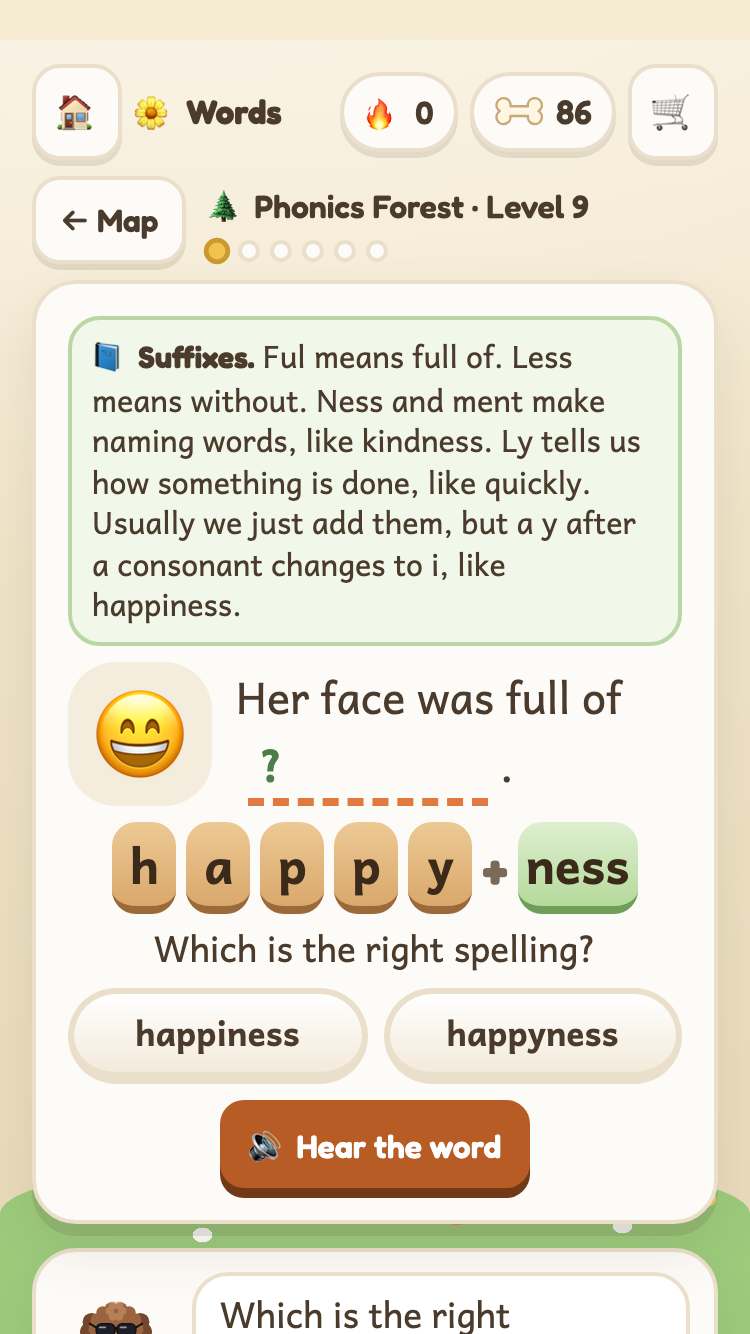 Words
0
86
← Map
Phonics Forest · Level 9
Suffixes. Ful means full of. Less
means without. Ness and ment make
naming words, like kindness. Ly tells us
how something is done, like quickly.
Usually we just add them, but a y after
a consonant changes to i, like
happiness.
Her face was full of
? .
h a p p y + ness
Which is the right spelling?
happiness happyness
Hear the word
Which is the right